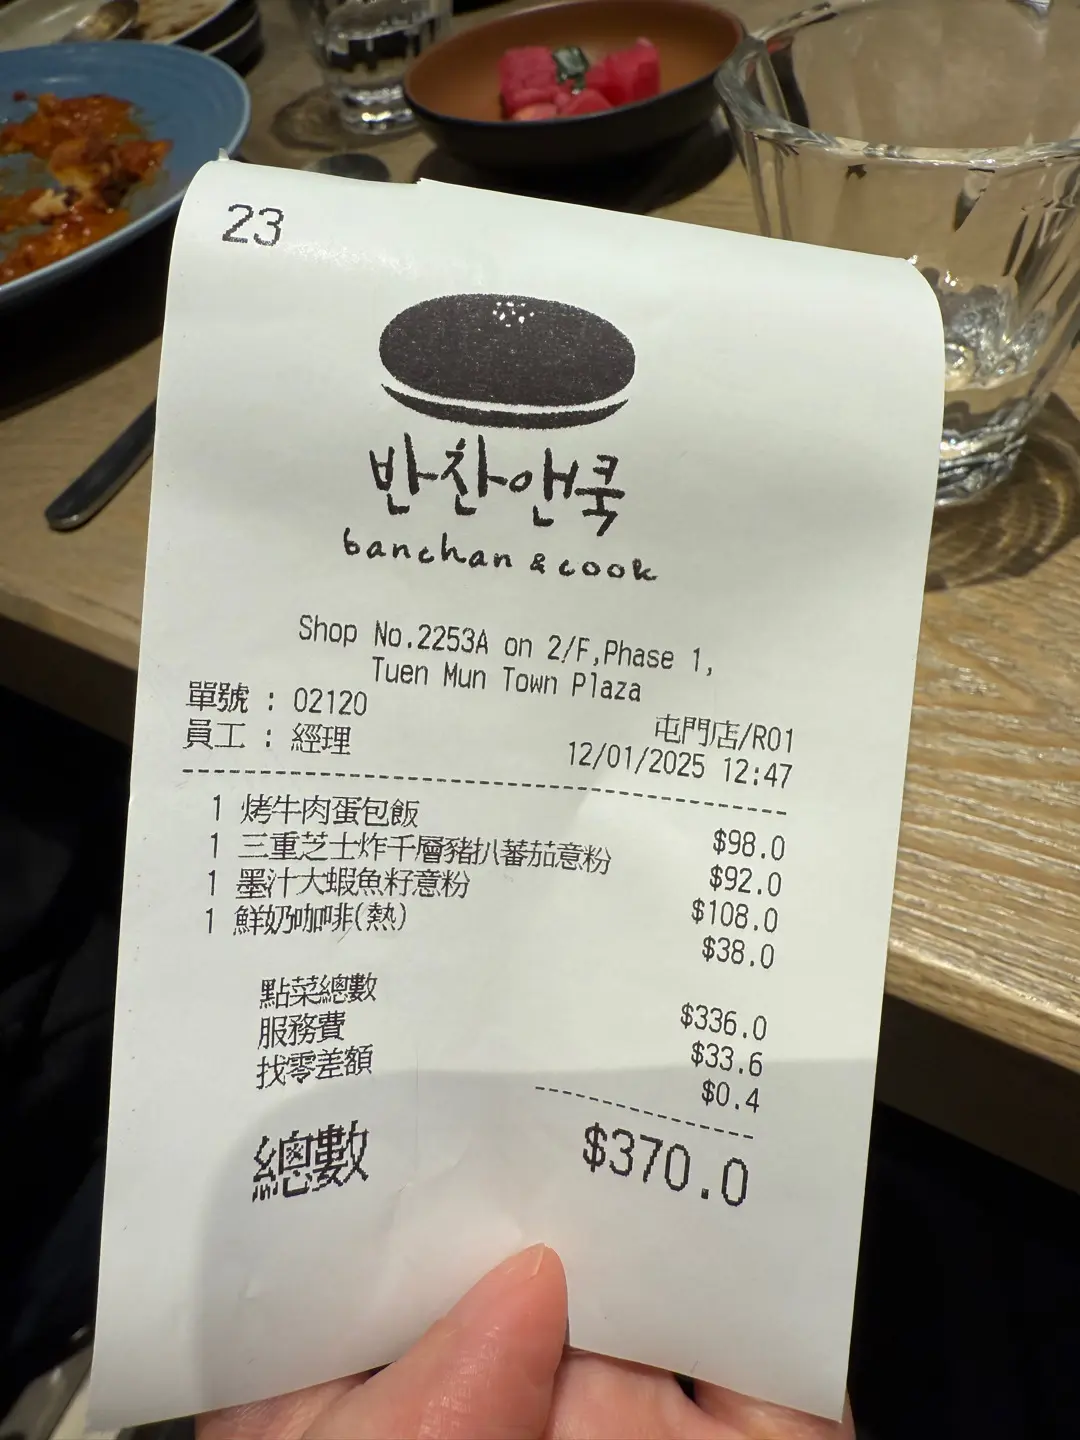 23
반찬앤쿡
banchan & cook
Shop No.2253A on 2/F,Phase 1,
Tuen Mun Town Plaza
單號 : 02120
屯門店/R01
員工 : 經理
12/01/2025 12:47
1 烤牛肉蛋包飯 $98.0
1 三重芝士炸千層豬扒蕃茄意粉 $92.0
1 墨汁大蝦魚籽意粉 $108.0
1 鮮奶咖啡(熱) $38.0
點菜總數 $336.0
服務費 $33.6
找零差額 $0.4
總數 $370.0